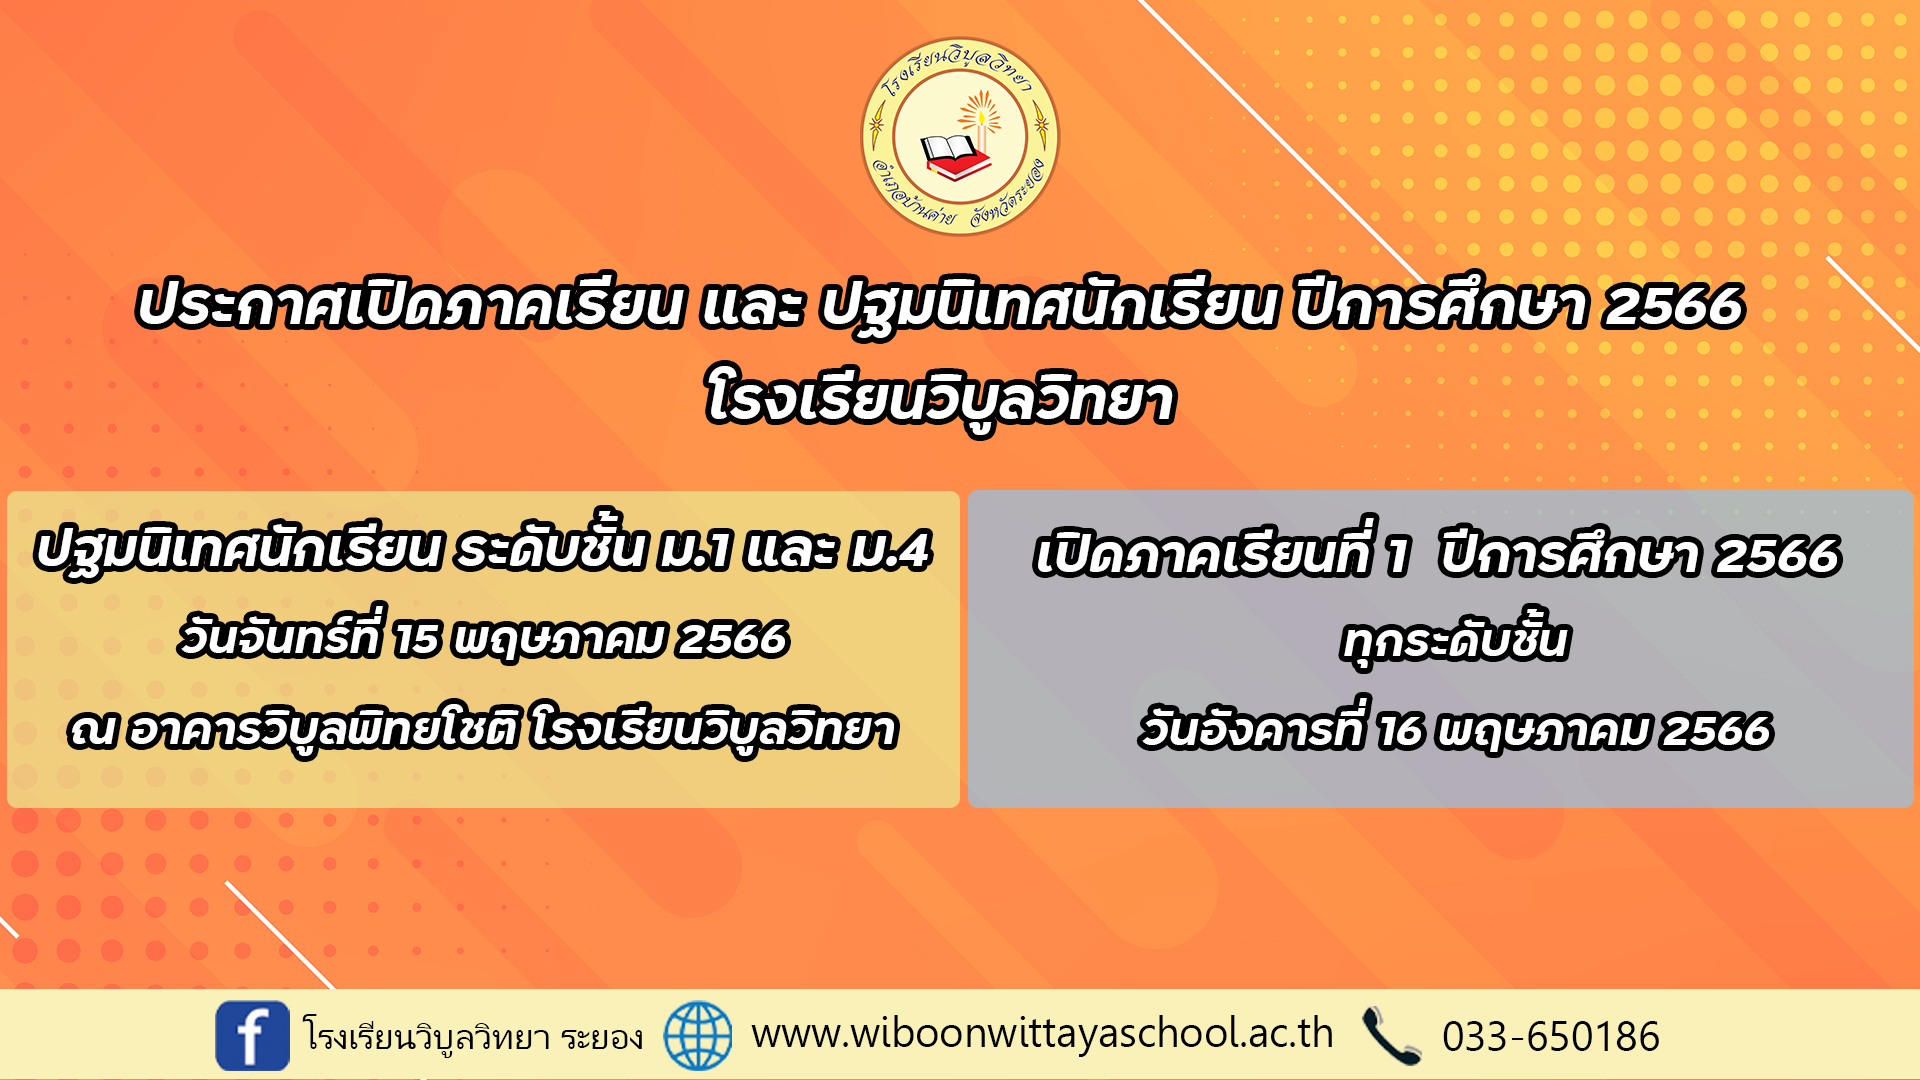 โรงเรียนวิบูลวิทยา
อำเภอบ้านค่าย จังหวัดระยอง
ประกาศเปิดภาคเรียน และ ปฐมนิเทศนักเรียน ปีการศึกษา 2566
โรงเรียนวิบูลวิทยา
ปฐมนิเทศนักเรียน ระดับชั้น ม.1 และ ม.4
วันจันทร์ที่ 15 พฤษภาคม 2566
ณ อาคารวิบูลพิทยโชติ โรงเรียนวิบูลวิทยา
เปิดภาคเรียนที่ 1 ปีการศึกษา 2566
ทุกระดับชั้น
วันอังคารที่ 16 พฤษภาคม 2566
โรงเรียนวิบูลวิทยา ระยอง
www.wiboonwittayaschool.ac.th
033-650186